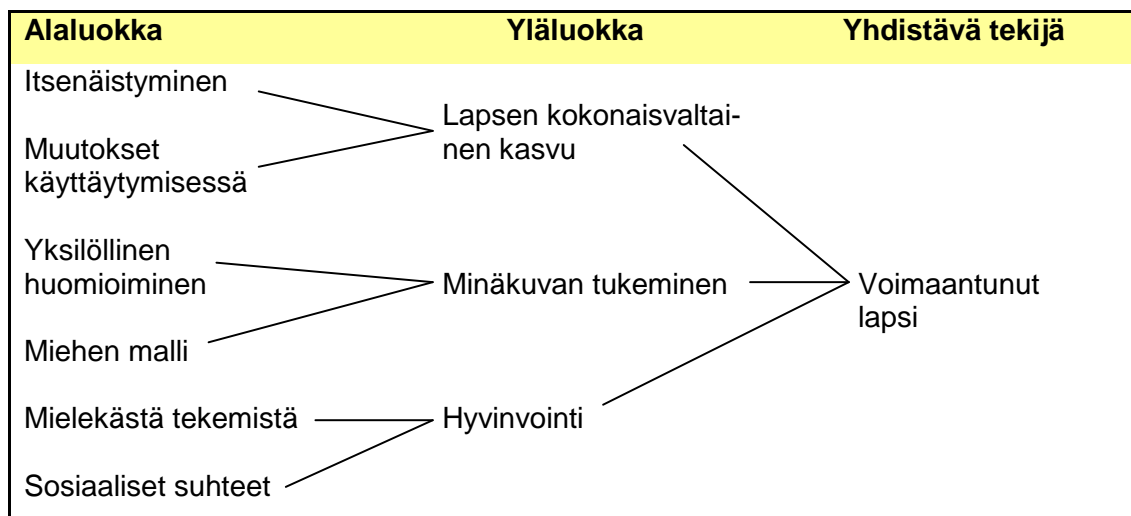 Alaluokka Yläluokka Yhdistävä tekijä
Itsenäistyminen
Lapsen kokonaisvaltai-
nen kasvu
Muutokset
käyttäytymisessä
Yksilöllinen
huomioiminen
Minäkuvan tukeminen
Voimaantunut
lapsi
Miehen malli
Mielekästä tekemistä
Hyvinvointi
Sosiaaliset suhteet